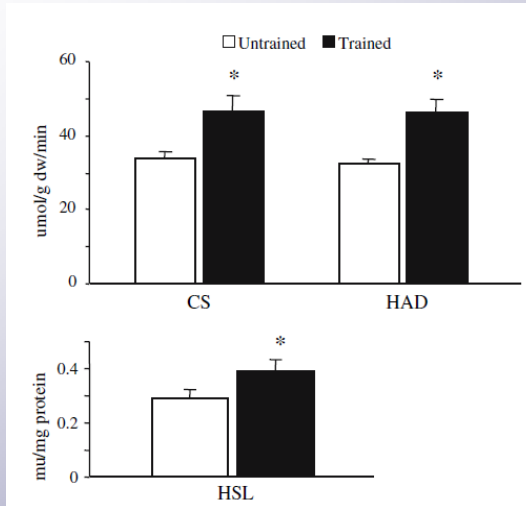 Untrained Trained
60
* *
40
umol/g dw/min
20
0
CS HAD
*
0.4
mu/mg protein
0.2
0
HSL